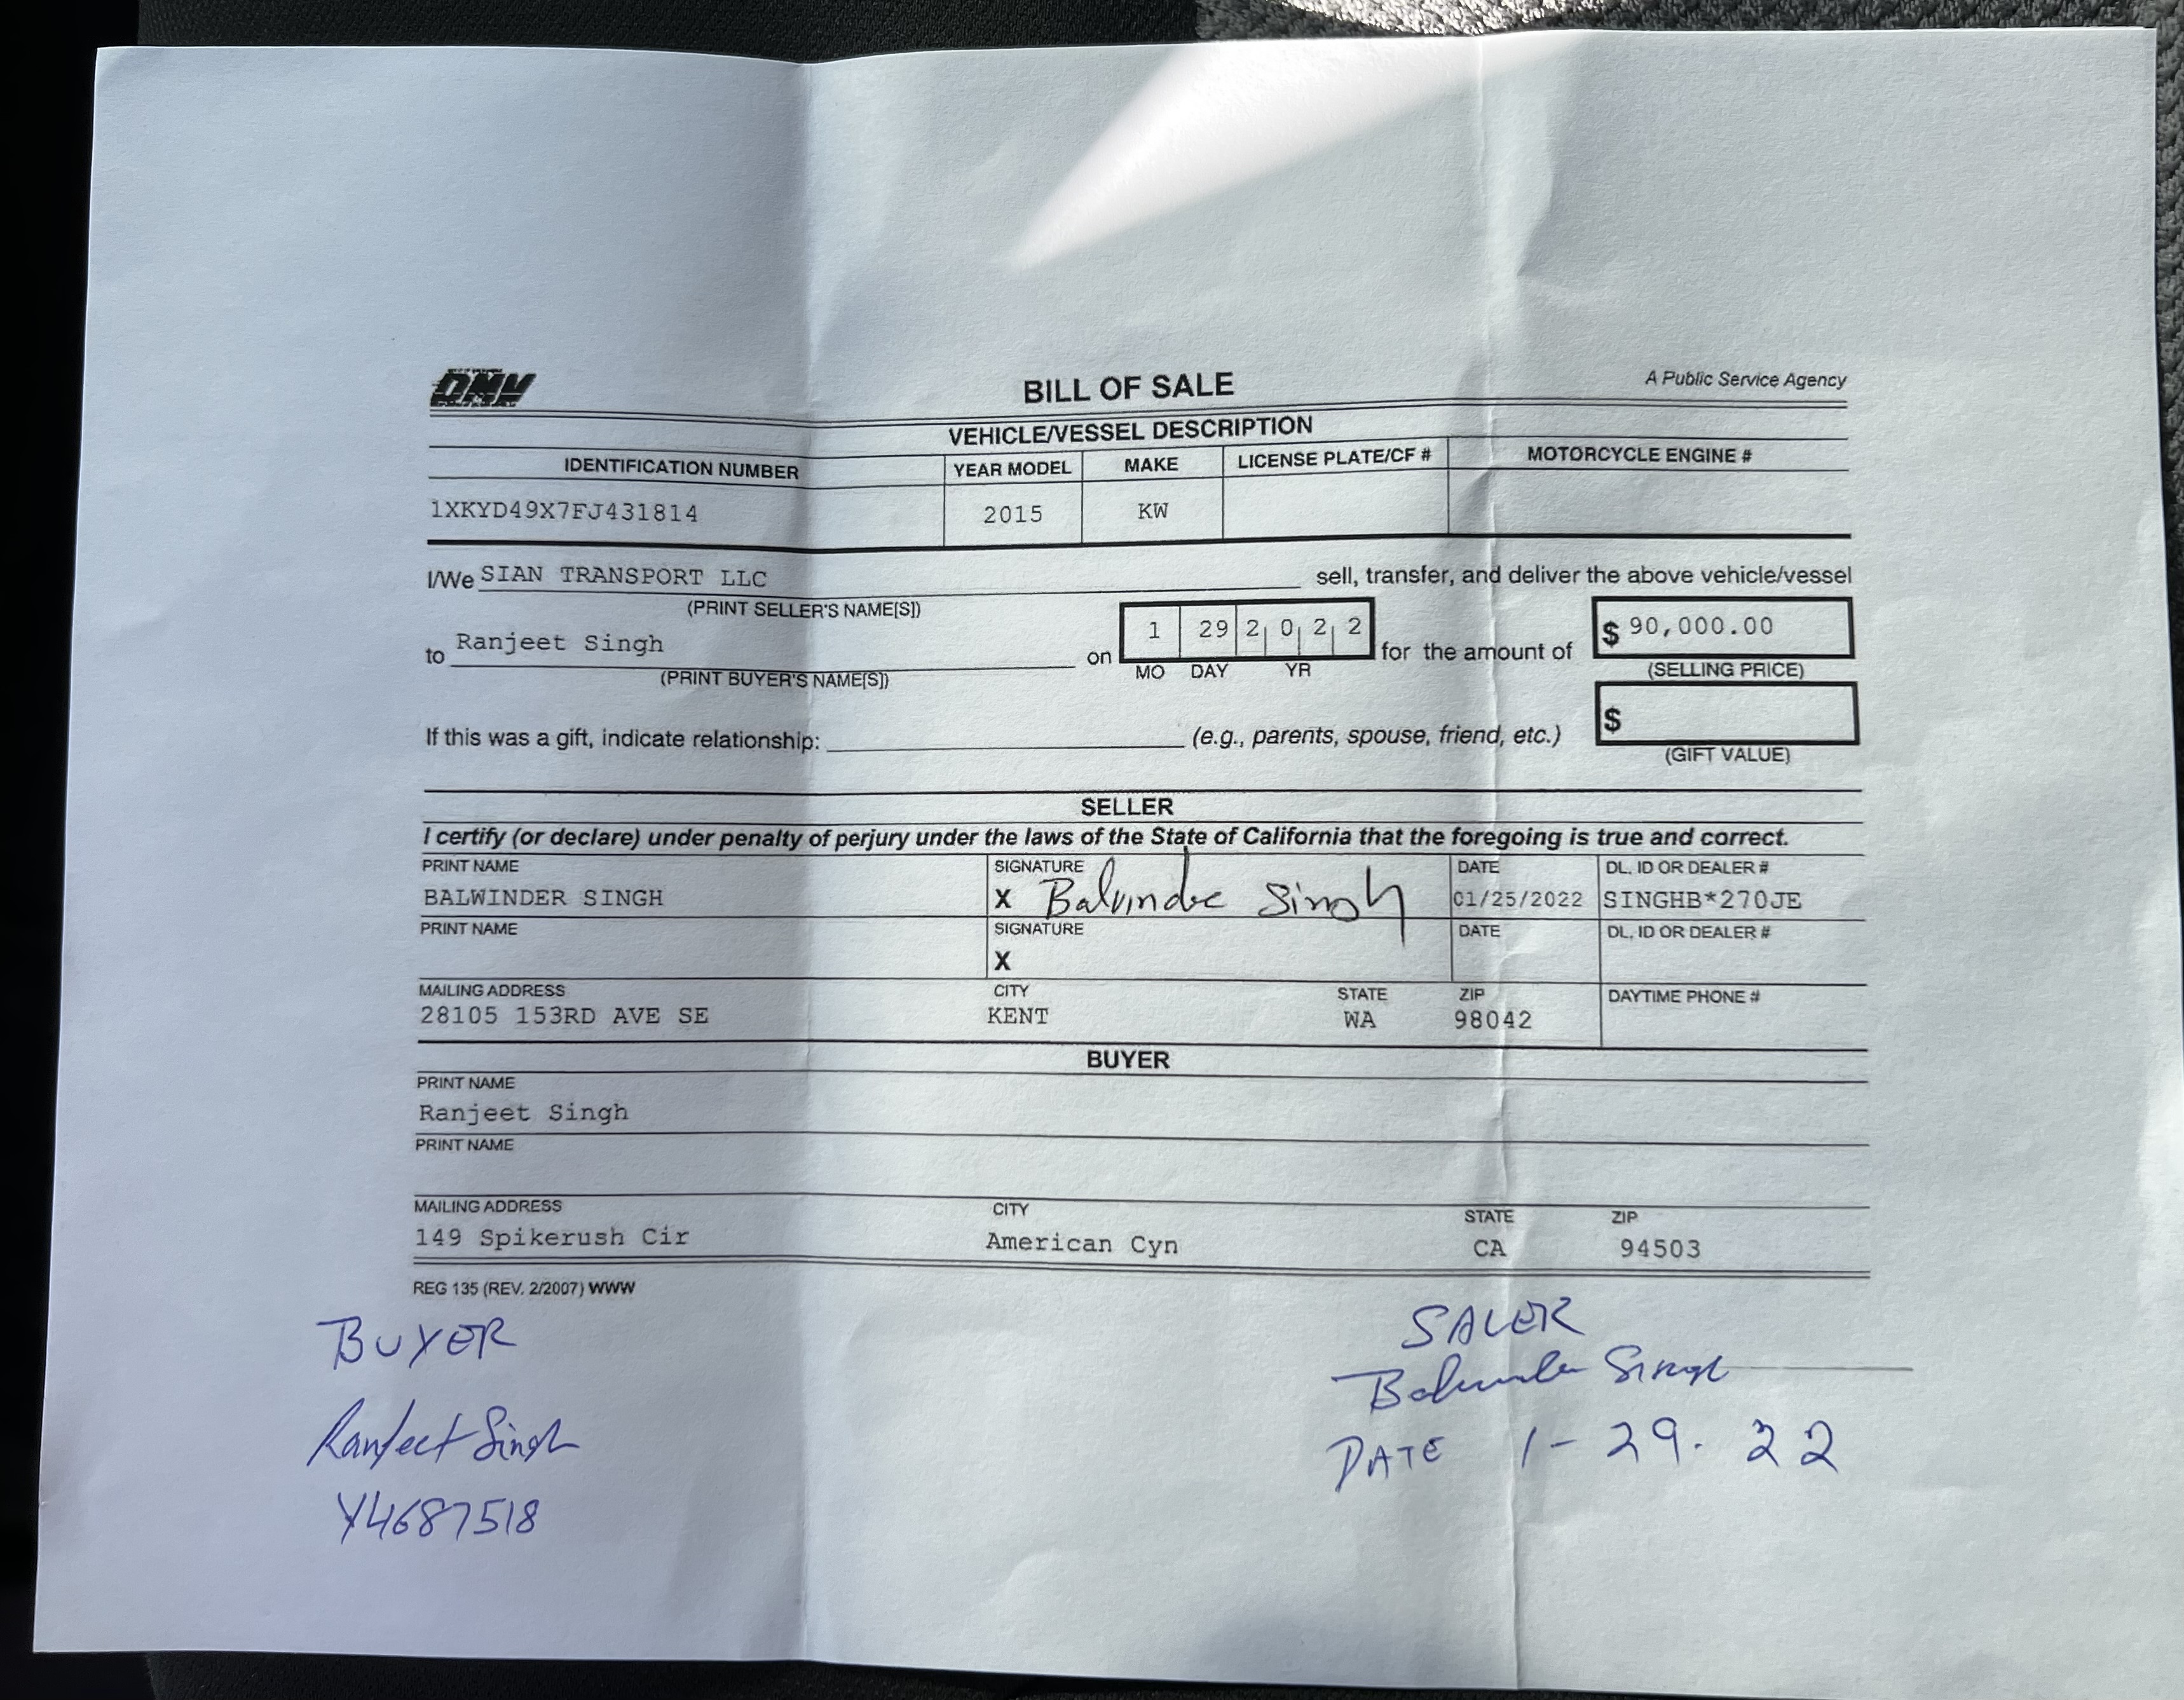 DMV BILL OF SALE A Public Service Agency
VEHICLE/VESSEL DESCRIPTION
IDENTIFICATION NUMBER YEAR MODEL MAKE LICENSE PLATE/CF # MOTORCYCLE ENGINE #
1XKYD49X7FJ431814 2015 KW
I/We SIAN TRANSPORT LLC sell, transfer, and deliver the above vehicle/vessel
(PRINT SELLER'S NAME[S])
to Ranjeet Singh on 1 29 2 0 2 2 for the amount of $ 90,000.00
(PRINT BUYER'S NAME[S]) MO DAY YR (SELLING PRICE)
If this was a gift, indicate relationship: (e.g., parents, spouse, friend, etc.) $
(GIFT VALUE)
SELLER
I certify (or declare) under penalty of perjury under the laws of the State of California that the foregoing is true and correct.
PRINT NAME SIGNATURE DATE DL, ID OR DEALER #
BALWINDER SINGH X Balvinder Singh 01/25/2022 SINGHB*270JE
PRINT NAME SIGNATURE DATE DL, ID OR DEALER #
X
MAILING ADDRESS CITY STATE ZIP DAYTIME PHONE #
28105 153RD AVE SE KENT WA 98042
BUYER
PRINT NAME
Ranjeet Singh
PRINT NAME
MAILING ADDRESS CITY STATE ZIP
149 Spikerush Cir American Cyn CA 94503
REG 135 (REV. 2/2007) WWW
BUYER
Ranjeet Singh
Y4687518
SALER
Balwinder Singh
DATE 1-29.22